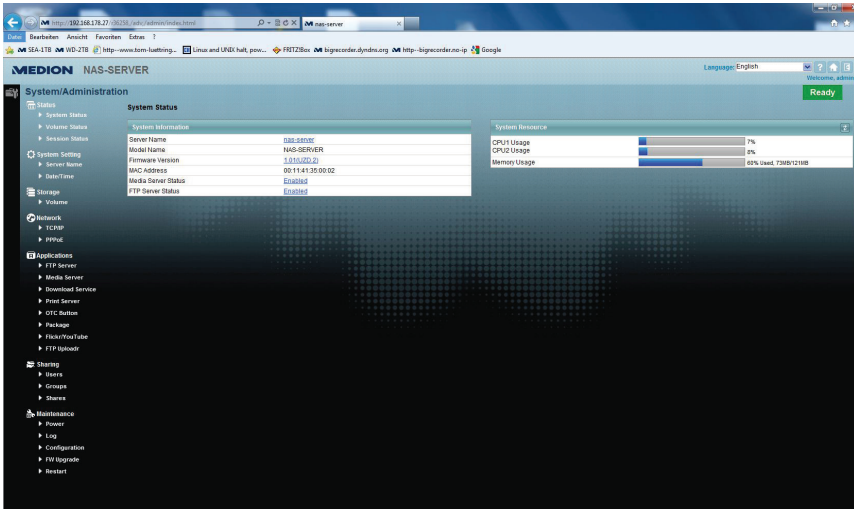 http://192.168.178.27/r36258,/adv,/admin/index.html
nas-server
Datei Bearbeiten Ansicht Favoriten Extras ?
SEA-1TB WD-2TB http--www.tom-luettring... Linux and UNIX halt, pow... FRITZ!Box bigrecorder.dyndns.org http--bigrecorder.no-ip Google
MEDION NAS-SERVER
Language: English
Welcome, admin
System/Administration
Ready
Status
System Status
Volume Status
Session Status
System Setting
Server Name
Date/Time
Storage
Volume
Network
TCP/IP
PPPoE
Applications
FTP Server
Media Server
Download Service
Print Server
OTC Button
Package
Flickr/YouTube
FTP Uploadr
Sharing
Users
Groups
Shares
Maintenance
Power
Log
Configuration
FW Upgrade
Restart
System Status
System Information
Server Name nas-server
Model Name NAS-SERVER
Firmware Version 1.01(UZD.2)
MAC Address 00:11:41:35:00:02
Media Server Status Enabled
FTP Server Status Enabled
System Resource
CPU1 Usage 7%
CPU2 Usage 8%
Memory Usage 60% Used, 73MB/121MB